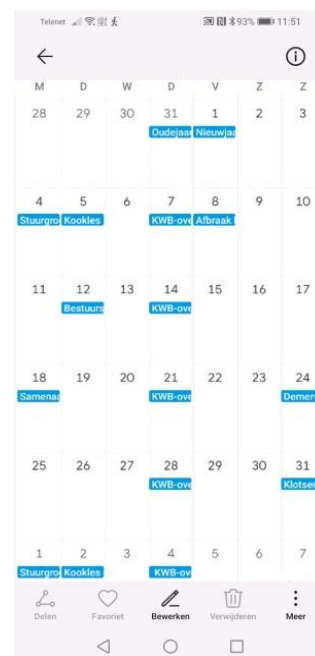 Telenet 93% 11:51
M D W D V Z Z
28 29 30 31 1 2 3
Oudejaar Nieuwjaa
4 5 6 7 8 9 10
Stuurgro Kookles KWB-ove Afbraak
11 12 13 14 15 16 17
Bestuurs KWB-ove
18 19 20 21 22 23 24
Samenaa KWB-ove Demer
25 26 27 28 29 30 31
KWB-ove Klotsen
1 2 3 4 5 6 7
Stuurgro Kookles KWB-ov
Delen Favoriet Bewerken Verwijderen Meer